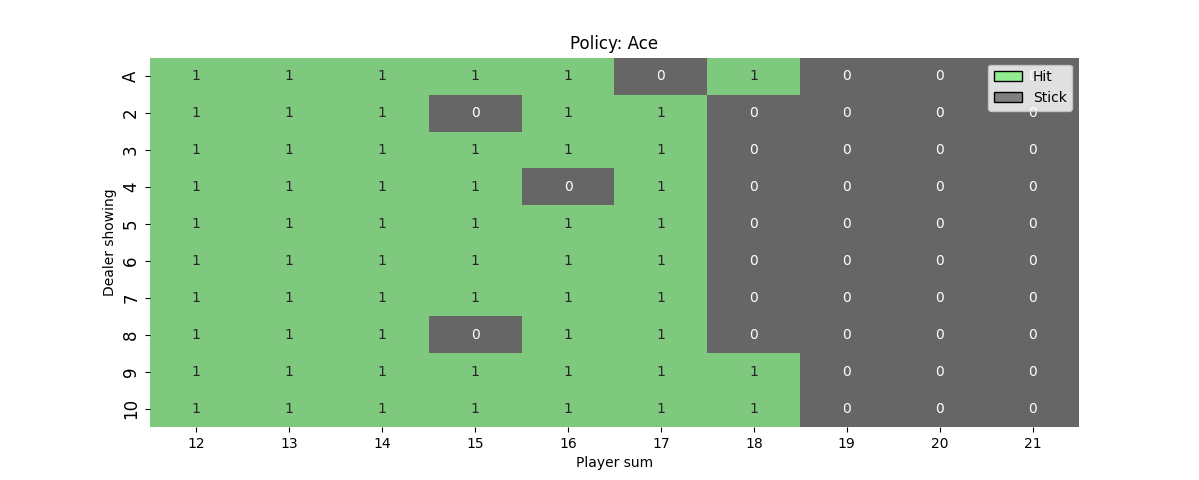 Policy: Ace
A 1 1 1 1 1 0 1 0 0 0 Hit
Stick
2 1 1 1 0 1 1 0 0 0 0
3 1 1 1 1 1 1 0 0 0 0
4 1 1 1 1 0 1 0 0 0 0
5 1 1 1 1 1 1 0 0 0 0
6 1 1 1 1 1 1 0 0 0 0
7 1 1 1 1 1 1 0 0 0 0
8 1 1 1 0 1 1 0 0 0 0
9 1 1 1 1 1 1 1 0 0 0
10 1 1 1 1 1 1 1 0 0 0
Dealer showing
12 13 14 15 16 17 18 19 20 21
Player sum